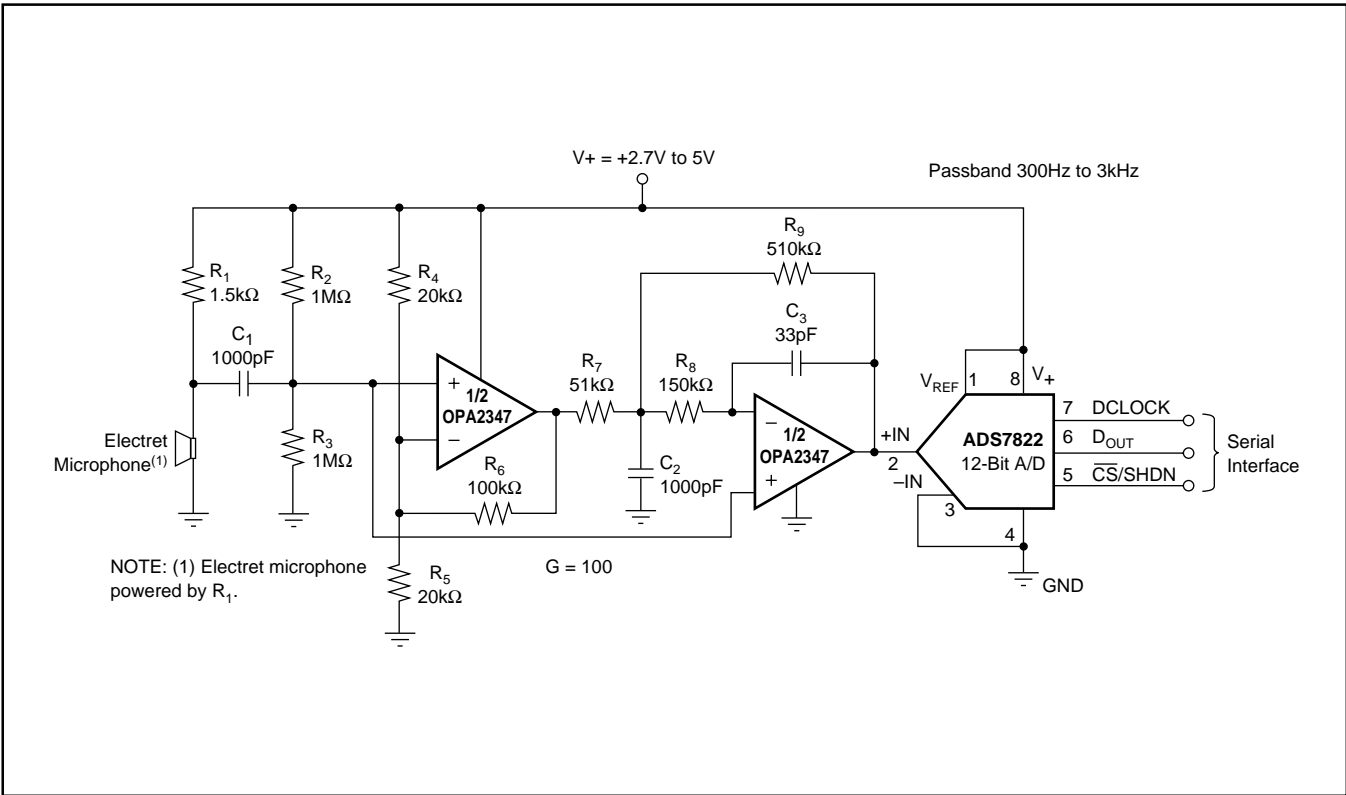 V+ = +2.7V to 5V
Passband 300Hz to 3kHz
R9
510kΩ
R1
1.5kΩ
R2
1MΩ
R4
20kΩ
C3
33pF
C1
1000pF
R7
51kΩ
R8
150kΩ
VREF 1
8 V+
+
1/2
OPA2347
−
−
1/2
OPA2347
+
7 DCLOCK
+IN
2
ADS7822
12-Bit A/D
6 DOUT
Serial
Interface
Electret
Microphone(1)
R3
1MΩ
R6
100kΩ
C2
1000pF
−IN
3
5 C̅S̅/SHDN
4
NOTE: (1) Electret microphone
powered by R1.
R5
20kΩ
G = 100
GND